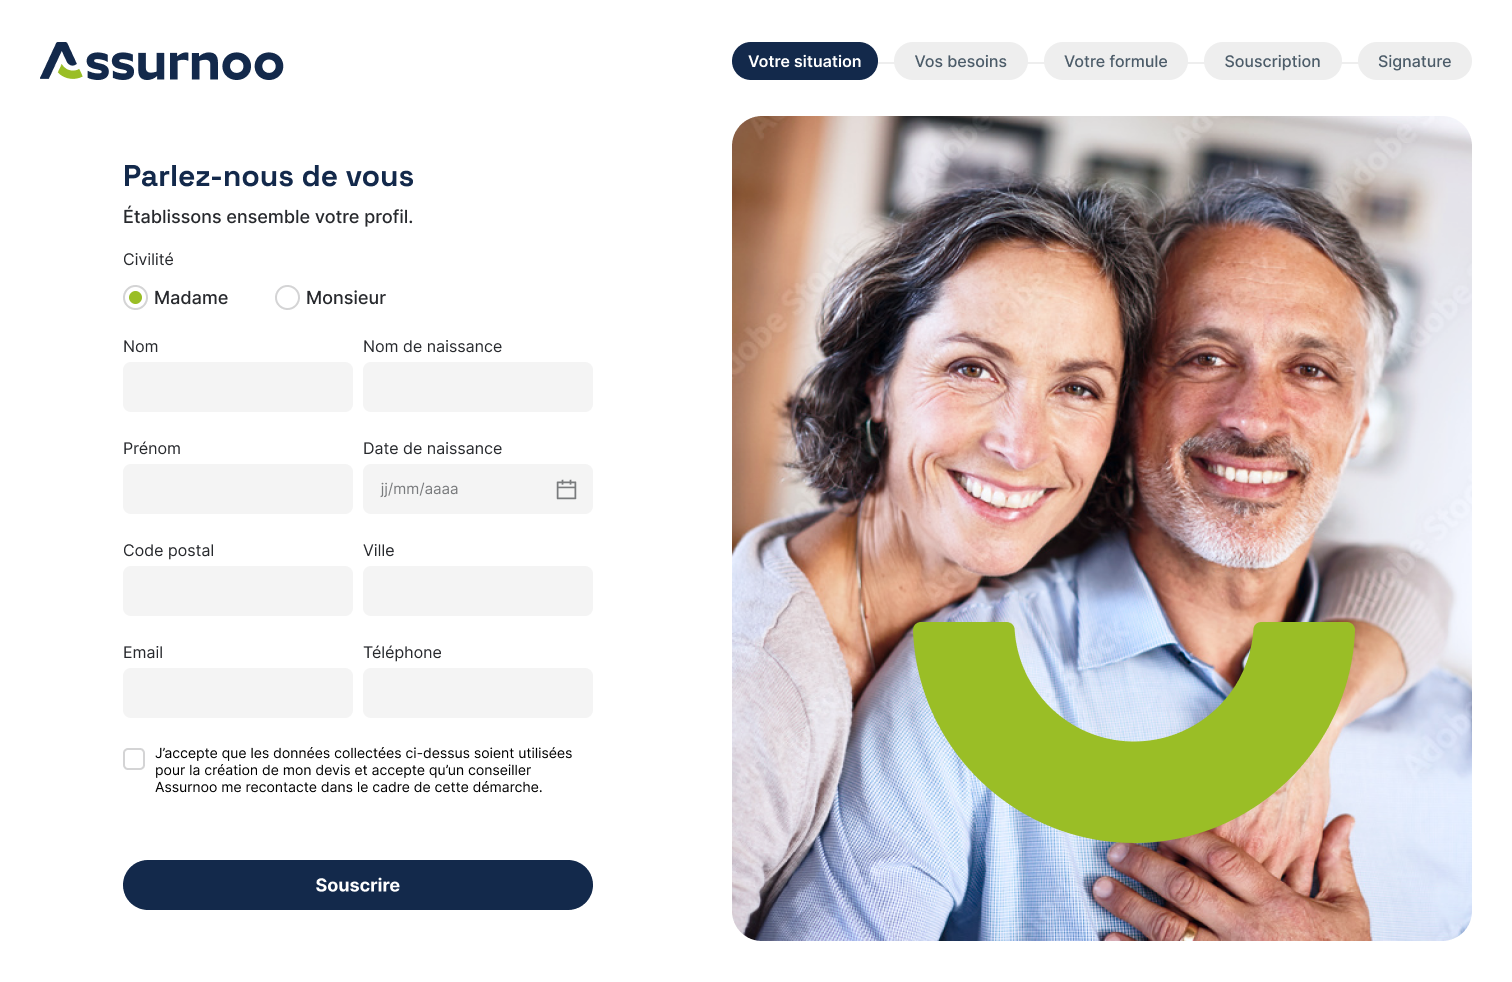 Assurnoo
Votre situation
Vos besoins
Votre formule
Souscription
Signature
Parlez-nous de vous
Établissons ensemble votre profil.
Civilité
Madame
Monsieur
Nom
Nom de naissance
Prénom
Date de naissance
jj/mm/aaaa
Code postal
Ville
Email
Téléphone
J’accepte que les données collectées ci-dessus soient utilisées
pour la création de mon devis et accepte qu’un conseiller
Assurnoo me recontacte dans le cadre de cette démarche.
Souscrire
Adobe Stock